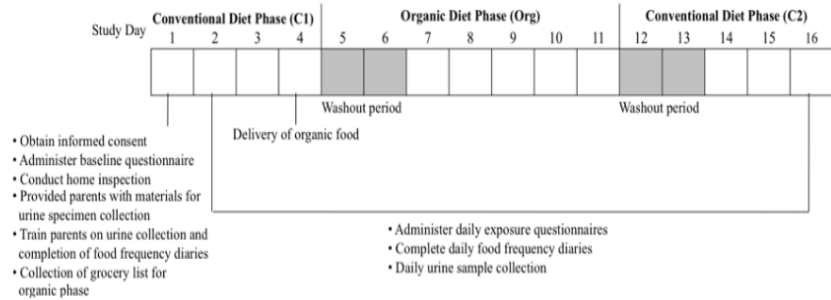 Conventional Diet Phase (C1) Organic Diet Phase (Org) Conventional Diet Phase (C2)
Study Day 1 2 3 4 5 6 7 8 9 10 11 12 13 14 15 16
Washout period Washout period
Delivery of organic food
• Obtain informed consent
• Administer baseline questionnaire
• Conduct home inspection
• Provided parents with materials for
urine specimen collection
• Train parents on urine collection and
completion of food frequency diaries
• Collection of grocery list for
organic phase
• Administer daily exposure questionnaires
• Complete daily food frequency diaries
• Daily urine sample collection